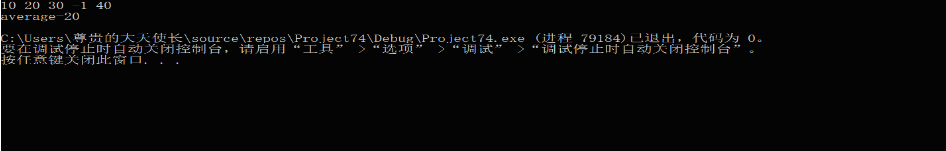 10 20 30 -1 40
average=20
C:\Users\尊贵的大天使长\source\repos\Project74\Debug\Project74.exe (进程 79184)已退出，代码为 0。
要在调试停止时自动关闭控制台，请启用“工具”->“选项”->“调试”->“调试停止时自动关闭控制台”。
按任意键关闭此窗口. . .